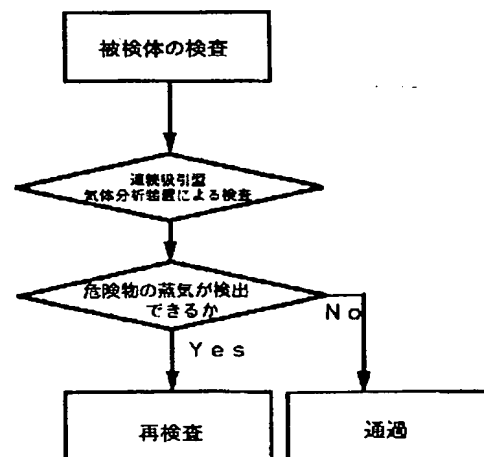 被検体の検査
連続吸引型
気体分析装置による検査
危険物の蒸気が検出
できるか
No
Yes
再検査
通過